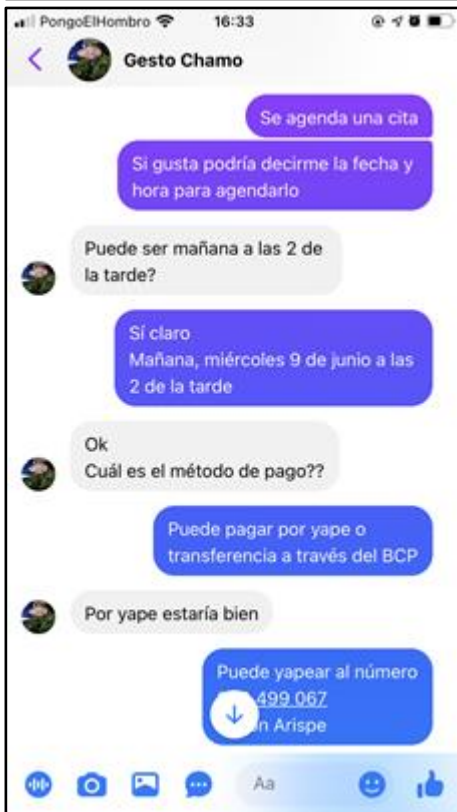 PongoElHombro 16:33
Gesto Chamo
Se agenda una cita
Si gusta podría decirme la fecha y
hora para agendarlo
Puede ser mañana a las 2 de
la tarde?
Sí claro
Mañana, miércoles 9 de junio a las
2 de la tarde
Ok
Cuál es el método de pago??
Puede pagar por yape o
transferencia a través del BCP
Por yape estaría bien
Puede yapear al número
499 067
Arispe
Aa